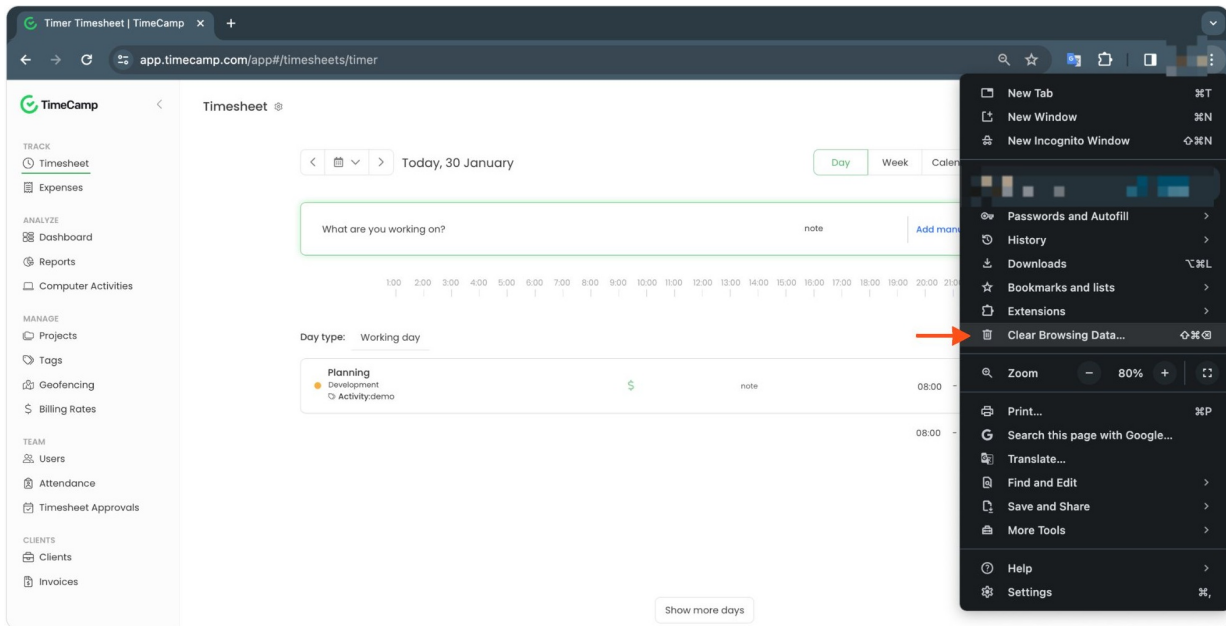 Timer Timesheet | TimeCamp
app.timecamp.com/app#/timesheets/timer
TimeCamp
TRACK
Timesheet
Expenses
ANALYZE
Dashboard
Reports
Computer Activities
MANAGE
Projects
Tags
Geofencing
$ Billing Rates
TEAM
Users
Attendance
Timesheet Approvals
CLIENTS
Clients
Invoices
Timesheet
Today, 30 January
Day Week Calen
What are you working on? note Add manu
1:00 2:00 3:00 4:00 5:00 6:00 7:00 8:00 9:00 10:00 11:00 12:00 13:00 14:00 15:00 16:00 17:00 18:00 19:00 20:00 21:00
Day type: Working day
Planning
Development
Activity:demo
$ note 08:00 -
08:00 -
Show more days
New Tab ⌘T
New Window ⌘N
New Incognito Window ⇧⌘N
Passwords and Autofill
History
Downloads ⌥⌘L
Bookmarks and lists
Extensions
Clear Browsing Data... ⇧⌘⌫
Zoom − 80% +
Print... ⌘P
Search this page with Google...
Translate...
Find and Edit
Save and Share
More Tools
Help
Settings ⌘,